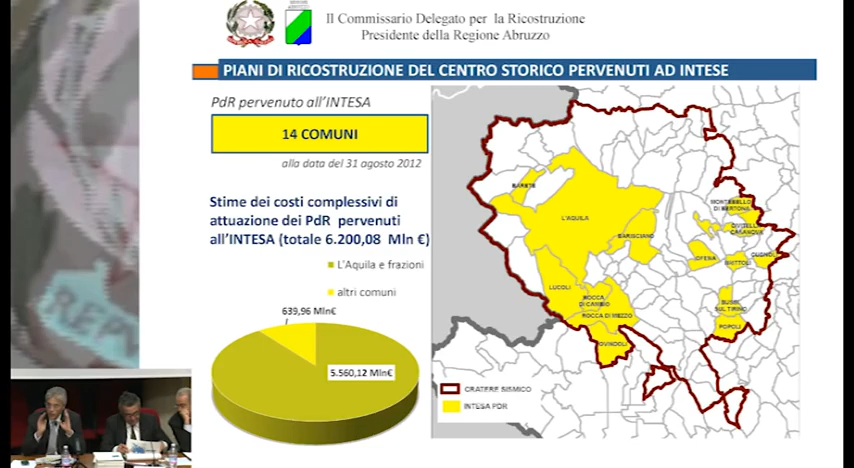 Il Commissario Delegato per la Ricostruzione
Presidente della Regione Abruzzo
PIANI DI RICOSTRUZIONE DEL CENTRO STORICO PERVENUTI AD INTESE
PdR pervenuto all'INTESA
14 COMUNI
alla data del 31 agosto 2012
Stime dei costi complessivi di
attuazione dei PdR pervenuti
all'INTESA (totale 6.200,08 Mln €)
L'Aquila e frazioni
altri comuni
639,96 Mln€
5.560,12 Mln€
BARETE
L'AQUILA
BARISCIANO
MONTEBELLO
DI BERTONA
CIVITELLA
CASANOVA
OFENA
BRITTOLI
CUGNOLI
LUCOLI
ROCCA
DI CAMBIO
ROCCA DI MEZZO
BUSSI
SUL TIRINO
POPOLI
OVINDOLI
CRATERE SISMICO
INTESA PDR